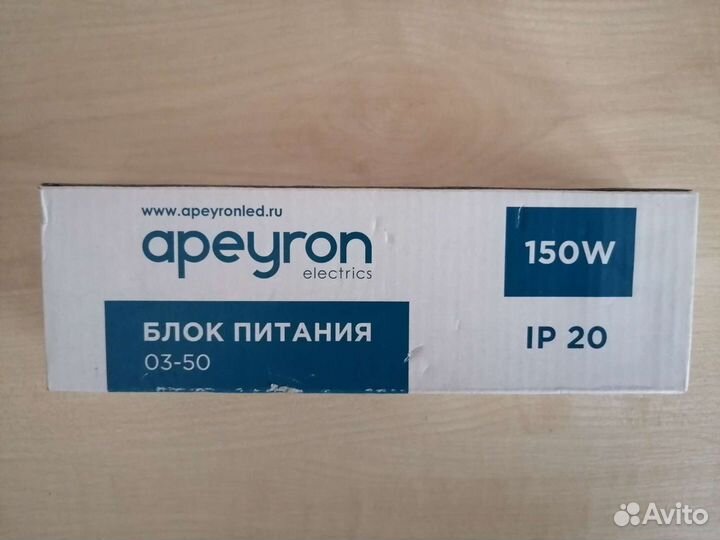 www.apeyronled.ru
apeyron
electrics
БЛОК ПИТАНИЯ
03-50
150W
IP 20
Avito